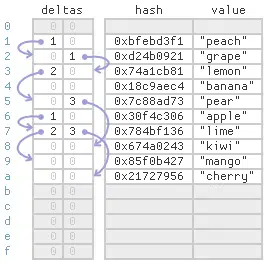 deltas hash value
0 0 0
1 1 0 0xbfebd3f1 "peach"
2 0 1 0xd24b0921 "grape"
3 2 0 0x74a1cb81 "lemon"
4 0 0 0x18c9aec4 "banana"
5 0 3 0x7c88ad73 "pear"
6 1 0 0x30f4c306 "apple"
7 2 3 0x784bf136 "lime"
8 0 0 0x674a0243 "kiwi"
9 0 0 0x85f0b427 "mango"
a 0 0 0x21727956 "cherry"
b 0 0
c 0 0
d 0 0
e 0 0
f 0 0